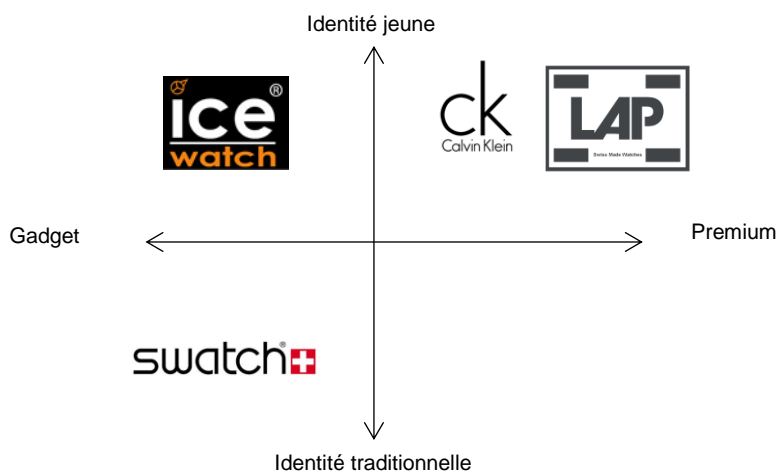 Identité jeune
ice®
watch
ck
Calvin Klein
LAP
Swiss Made Watches
Gadget
Premium
swatch®
Identité traditionnelle